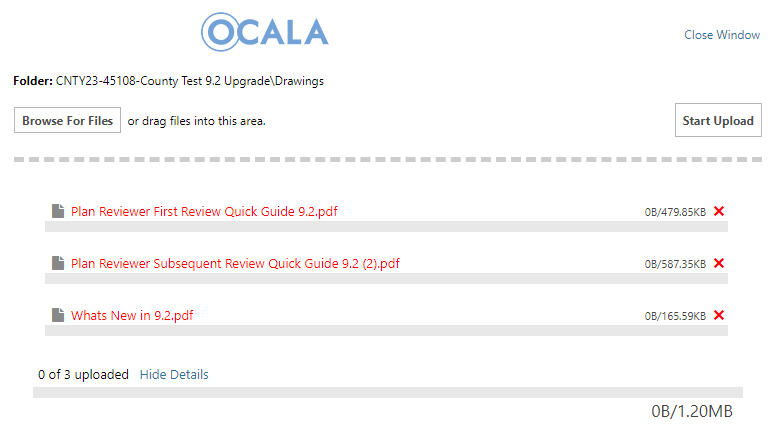 OCALA
Close Window
Folder: CNTY23-45108-County Test 9.2 Upgrade\Drawings
Browse For Files or drag files into this area. Start Upload
Plan Reviewer First Review Quick Guide 9.2.pdf 0B/479.85KB
Plan Reviewer Subsequent Review Quick Guide 9.2 (2).pdf 0B/587.35KB
Whats New in 9.2.pdf 0B/165.59KB
0 of 3 uploaded Hide Details
0B/1.20MB